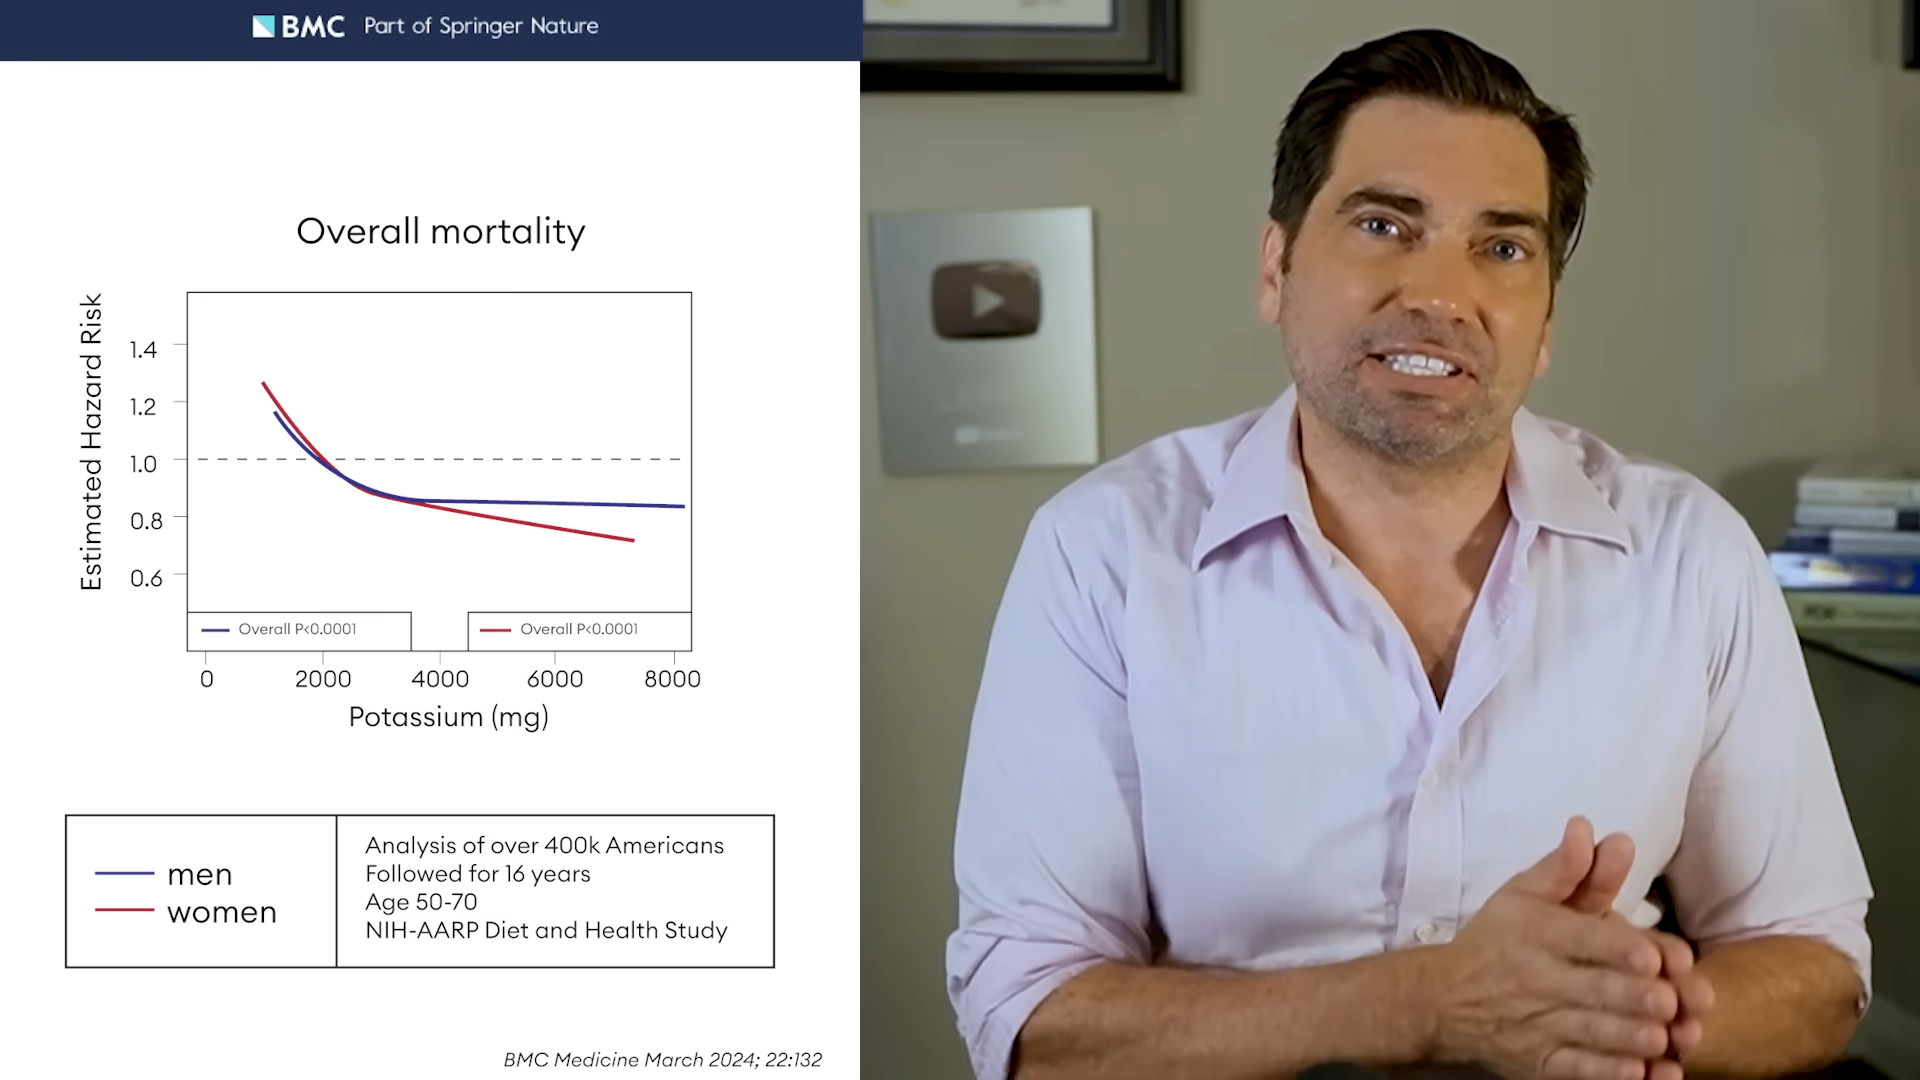 BMC Part of Springer Nature
Overall mortality
Estimated Hazard Risk
1.4
1.2
1.0
0.8
0.6
Overall P<0.0001
Overall P<0.0001
0 2000 4000 6000 8000
Potassium (mg)
men
women
Analysis of over 400k Americans
Followed for 16 years
Age 50-70
NIH-AARP Diet and Health Study
BMC Medicine March 2024; 22:132